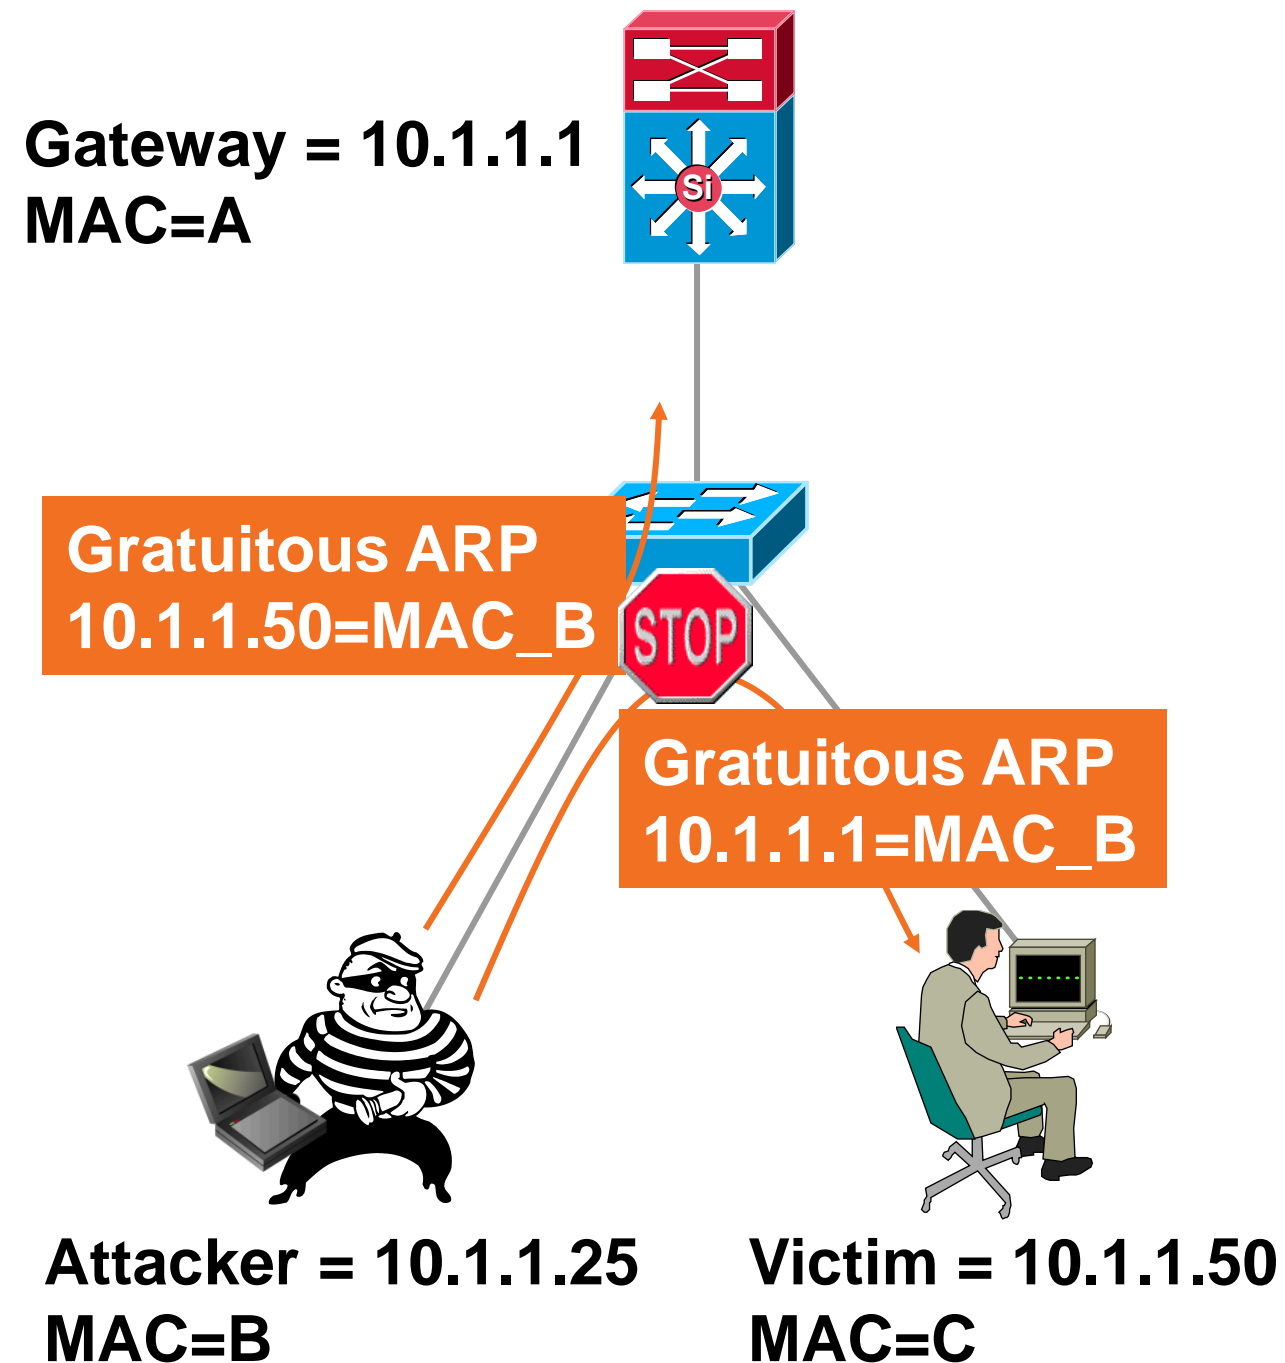 Gateway = 10.1.1.1
MAC=A
Si
Gratuitous ARP
10.1.1.50=MAC_B
STOP
Gratuitous ARP
10.1.1.1=MAC_B
Attacker = 10.1.1.25
MAC=B
Victim = 10.1.1.50
MAC=C